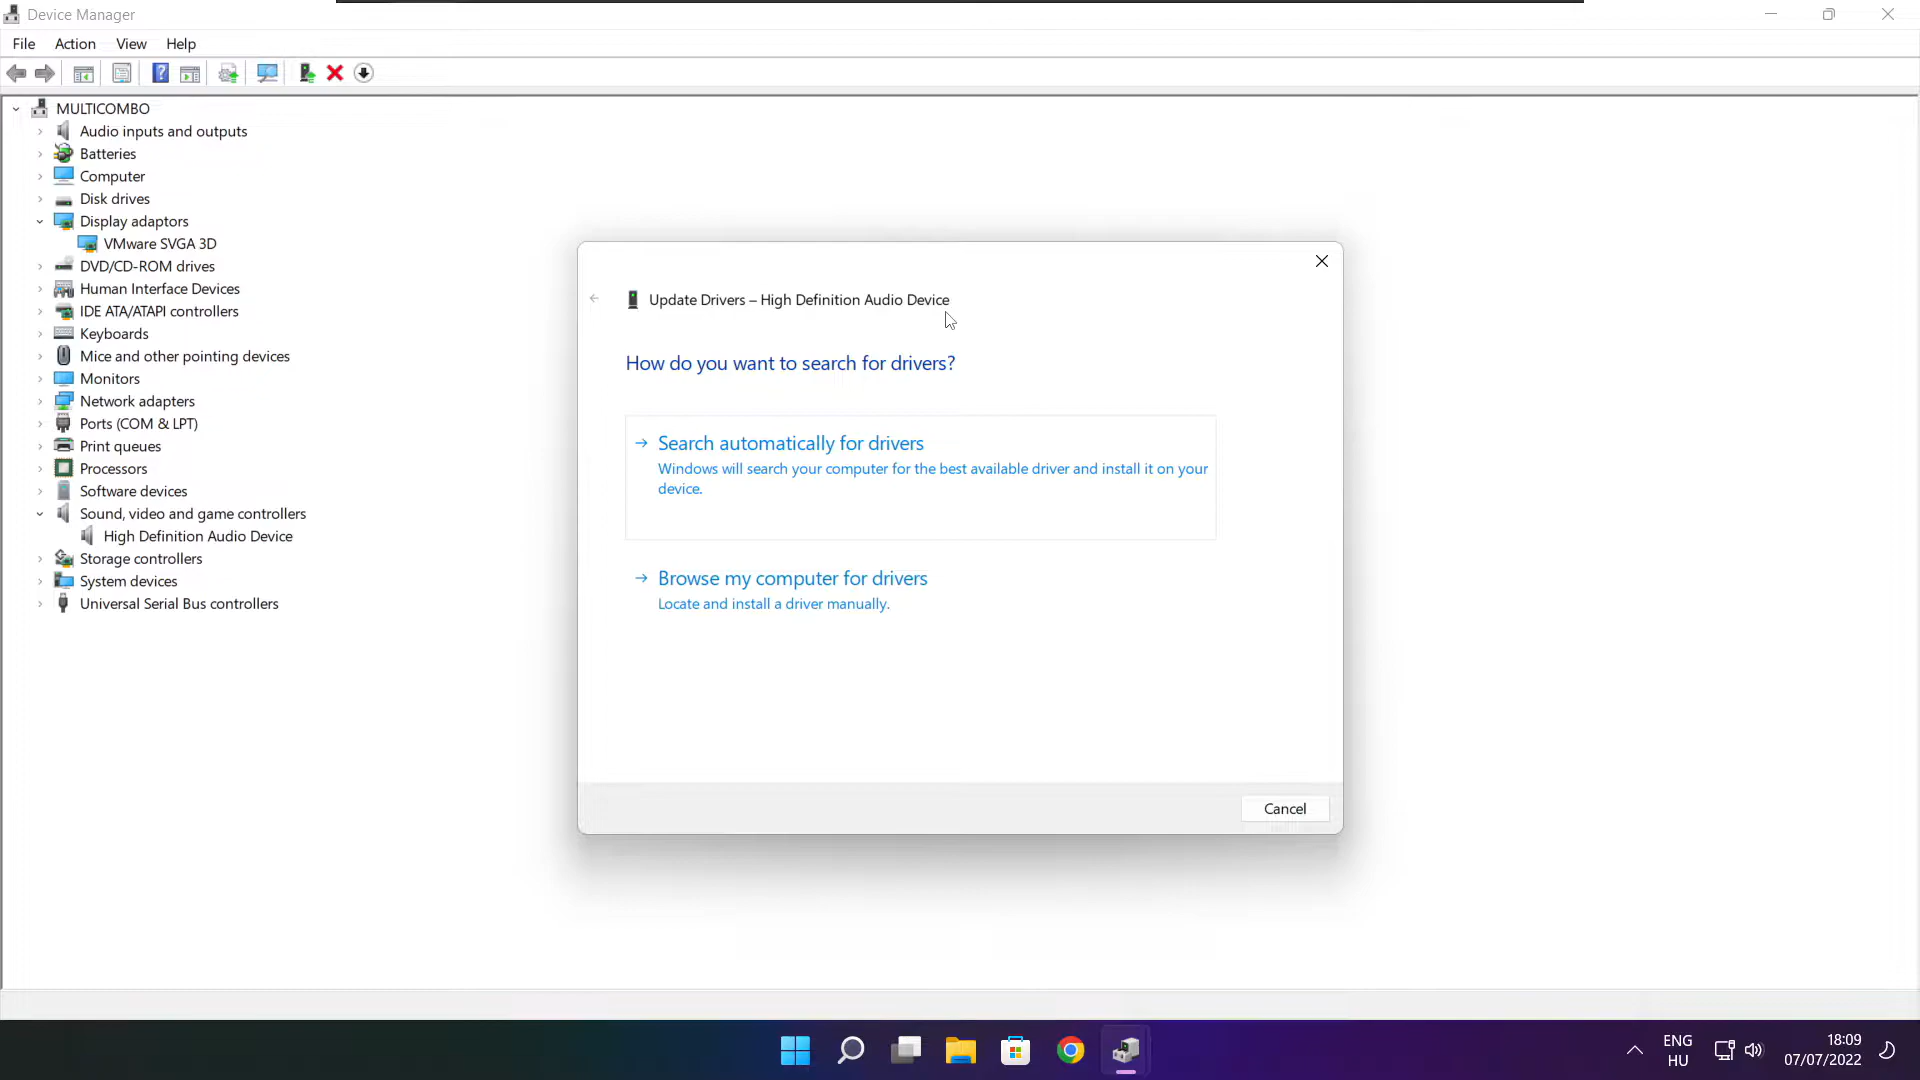 Device Manager
File Action View Help
MULTICOMBO
Audio inputs and outputs
Batteries
Computer
Disk drives
Display adaptors
VMware SVGA 3D
DVD/CD-ROM drives
Human Interface Devices
IDE ATA/ATAPI controllers
Keyboards
Mice and other pointing devices
Monitors
Network adapters
Ports (COM & LPT)
Print queues
Processors
Software devices
Sound, video and game controllers
High Definition Audio Device
Storage controllers
System devices
Universal Serial Bus controllers
Update Drivers – High Definition Audio Device
How do you want to search for drivers?
Search automatically for drivers
Windows will search your computer for the best available driver and install it on your
device.
Browse my computer for drivers
Locate and install a driver manually.
Cancel
ENG
HU
18:09
07/07/2022